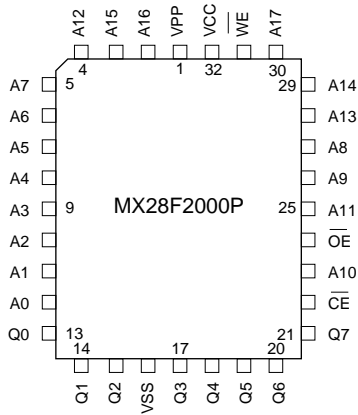 A12 A15 A16 VPP VCC WE A17
4 1 32 30
A7 5 29 A14
A6 A13
A5 A8
A4 A9
A3 9 MX28F2000P 25 A11
A2 OE
A1 A10
A0 CE
Q0 13 21 Q7
14 17 20
Q1 Q2 VSS Q3 Q4 Q5 Q6